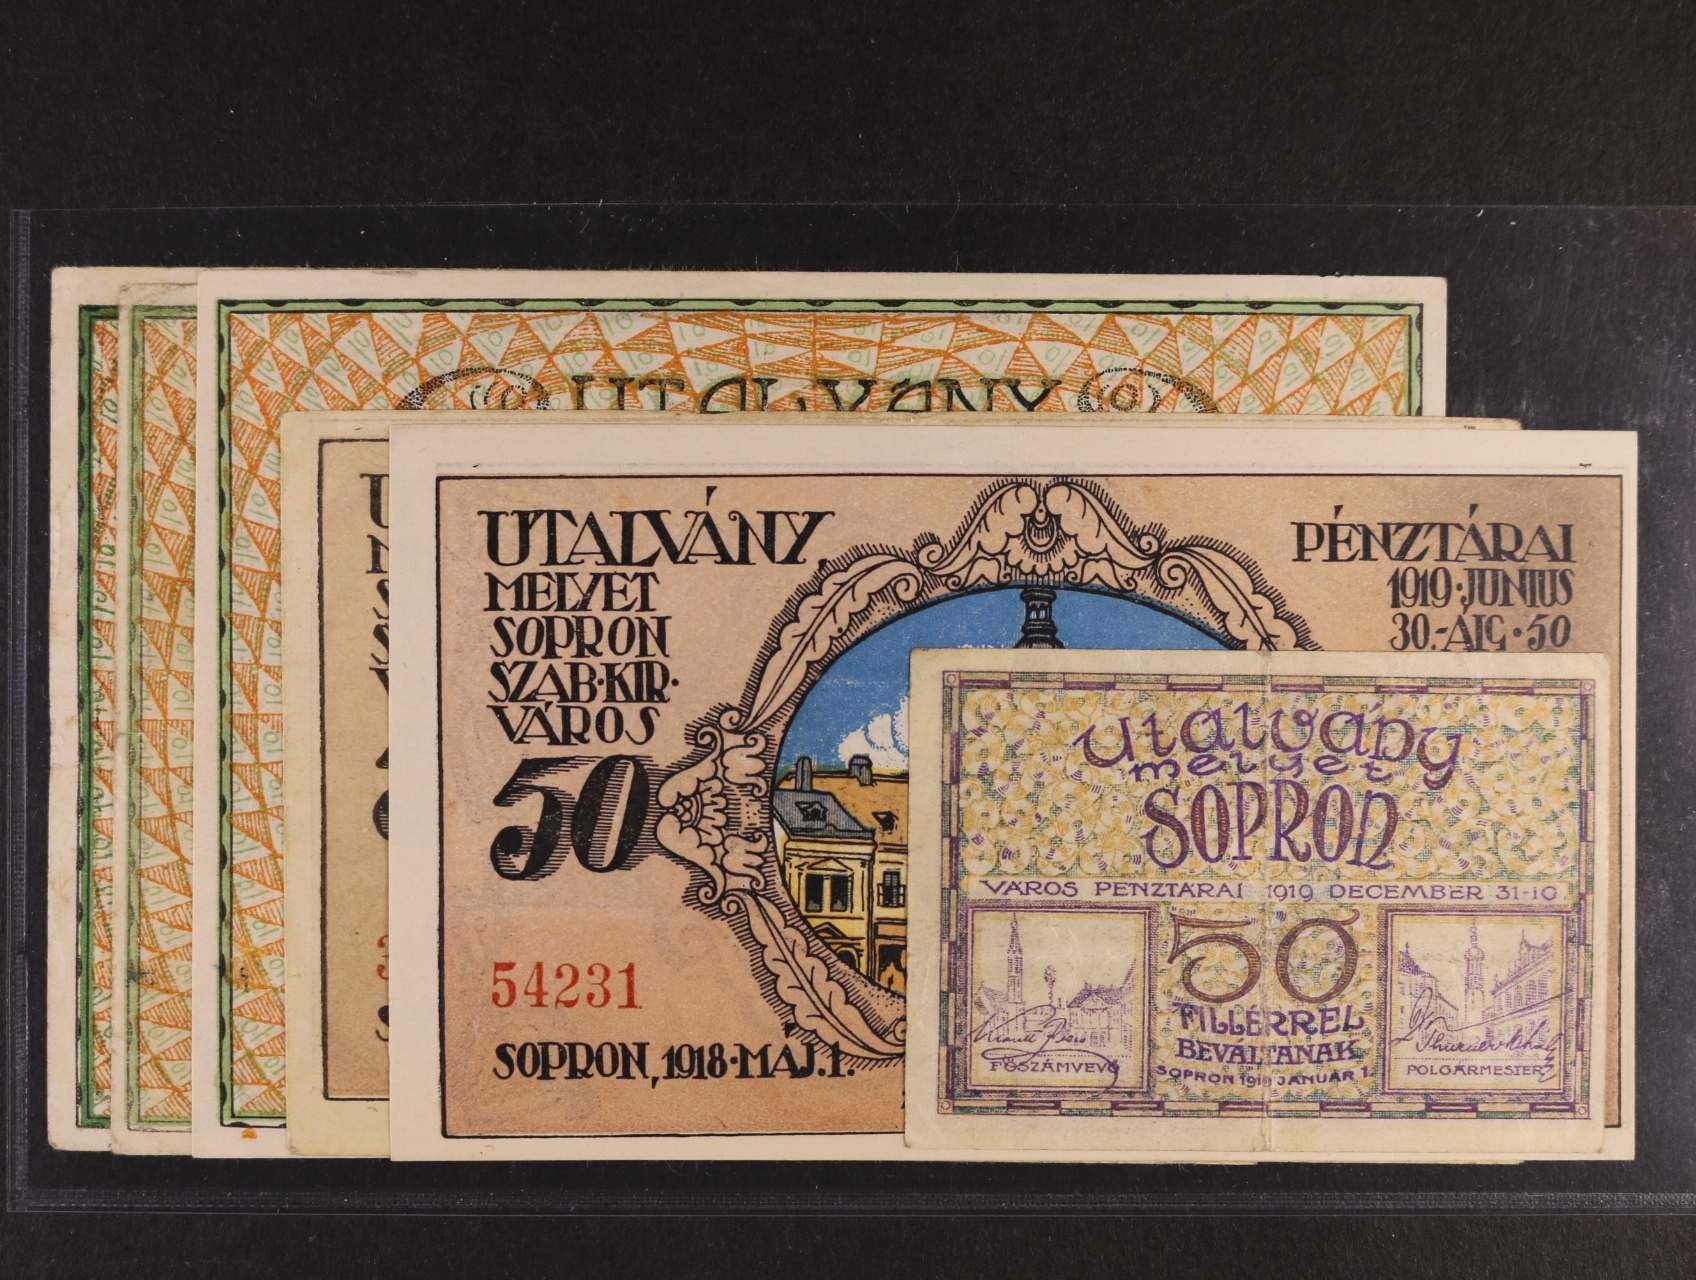 UTALVÁNY
UTALVÁNY,
MELYET
SOPRON
SZAB·KIR·
VÁROS
50
54231
SOPRON, 1918·MÁJ.1.
PÉNZTÁRAI
1919·JUNIUS
30.-ÁIG·50
Utalvány
melyet
SOPRON
VÁROS PENZTÁRAI 1919 DECEMBER 31-IG
50
FILLÉRREL
BEVÁLTANAK
SOPRON 1919 JANUÁR 1.
FŐSZÁMVEVŐ
POLGÁRMESTER